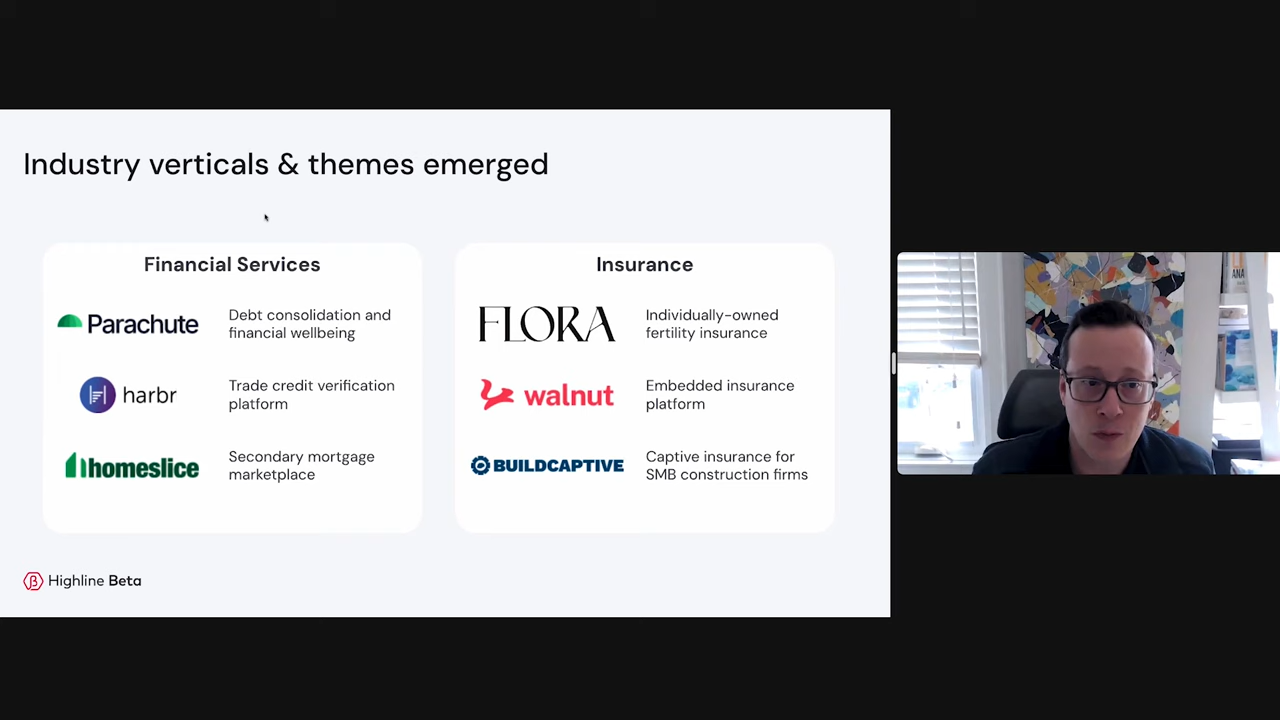 Industry verticals & themes emerged
Financial Services
Parachute
Debt consolidation and
financial wellbeing
harbr
Trade credit verification
platform
homeslice
Secondary mortgage
marketplace
Insurance
FLORA
Individually-owned
fertility insurance
walnut
Embedded insurance
platform
BUILDCAPTIVE
Captive insurance for
SMB construction firms
Highline Beta
ANA